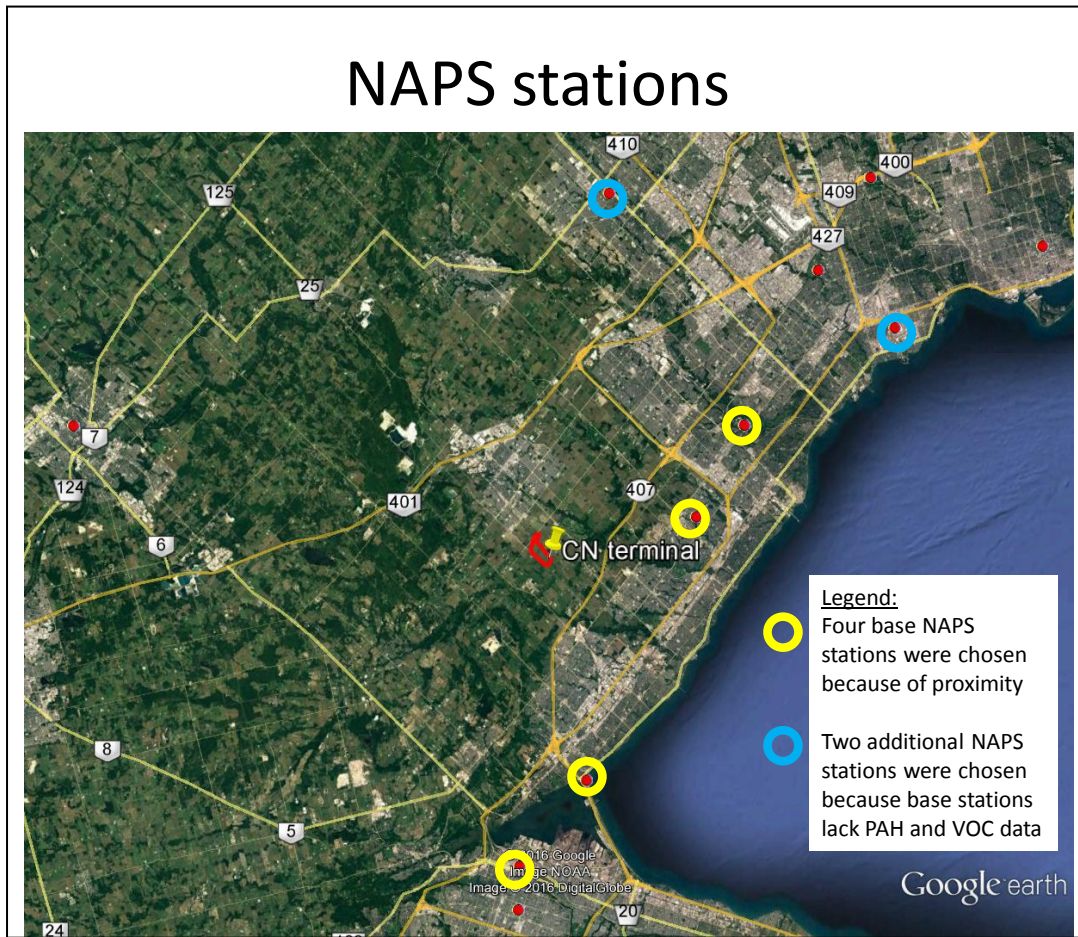 NAPS stations
410
400
125
409
427
25
7
124
401
407
6
CN terminal
Legend:
Four base NAPS
stations were chosen
because of proximity
Two additional NAPS
stations were chosen
because base stations
lack PAH and VOC data
8
5
2016 Google
Image NOAA
Image © 2016 DigitalGlobe
Google earth
20
24